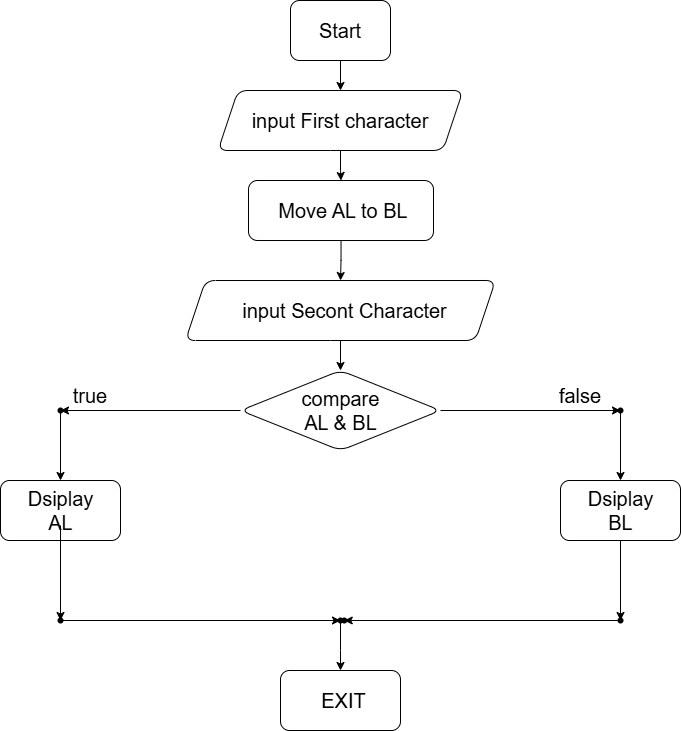 Start
input First character
Move AL to BL
input Secont Character
compare
AL & BL
true
false
Dsiplay
AL
Dsiplay
BL
EXIT